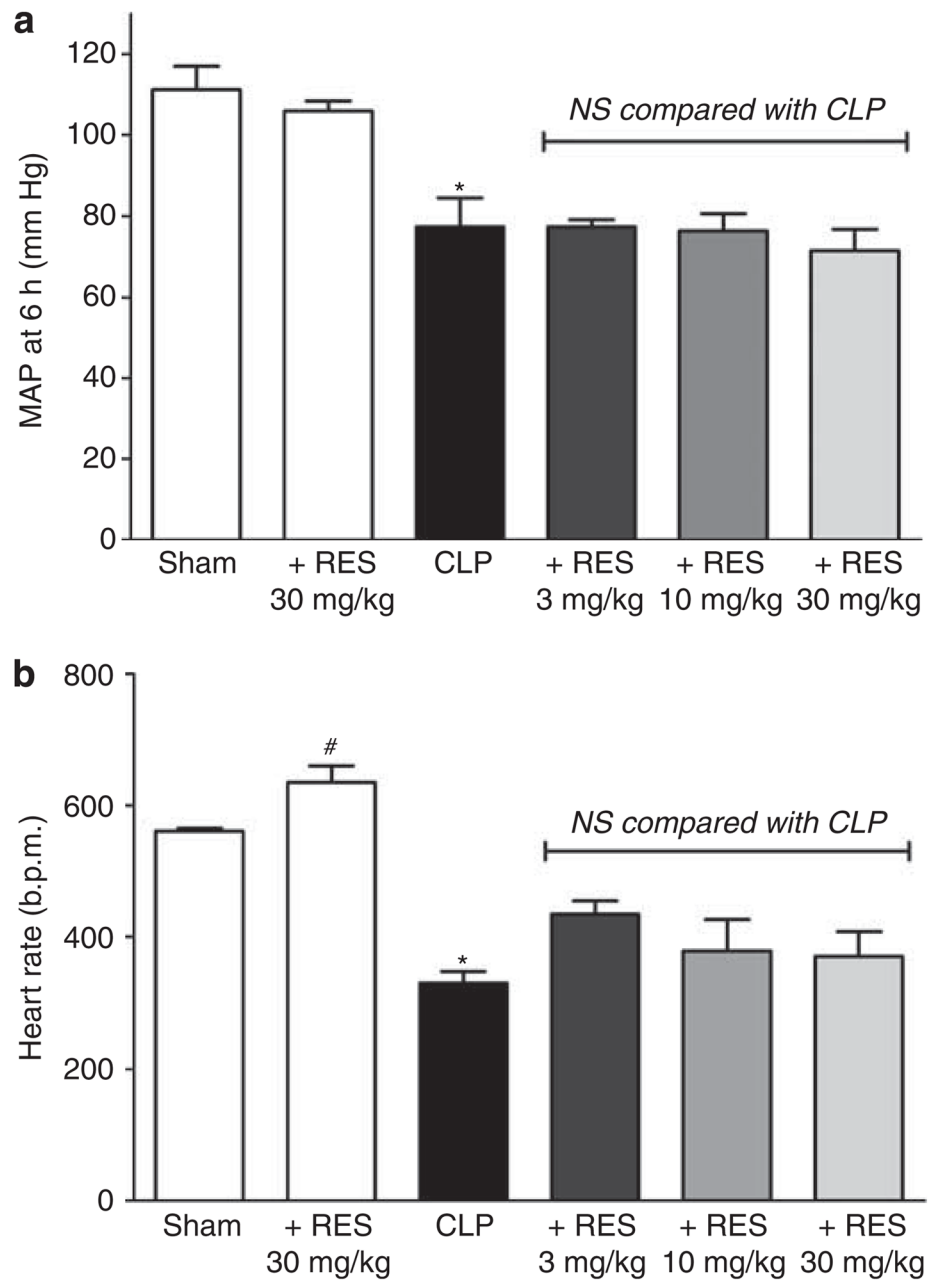 a
MAP at 6 h (mm Hg)
120
100
80
60
40
20
0
NS compared with CLP
*
Sham
+ RES
30 mg/kg
CLP
+ RES
3 mg/kg
+ RES
10 mg/kg
+ RES
30 mg/kg
b
Heart rate (b.p.m.)
800
600
400
200
0
#
NS compared with CLP
*
Sham
+ RES
30 mg/kg
CLP
+ RES
3 mg/kg
+ RES
10 mg/kg
+ RES
30 mg/kg